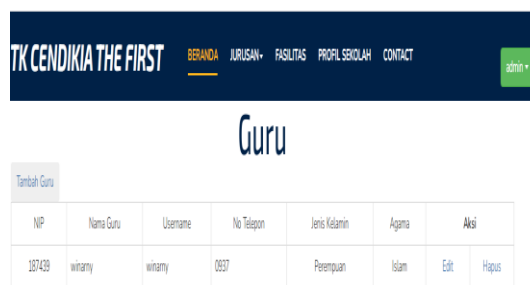 TK CENDIKIA THE FIRST BERANDA JURUSAN FASILITAS PROFIL SEKOLAH CONTACT admin
Guru
Tambah Guru
NIP Nama Guru Username No Telepon Jenis Kelamin Agama Aksi
187439 winarny winarny 0937 Perempuan Islam Edit Hapus